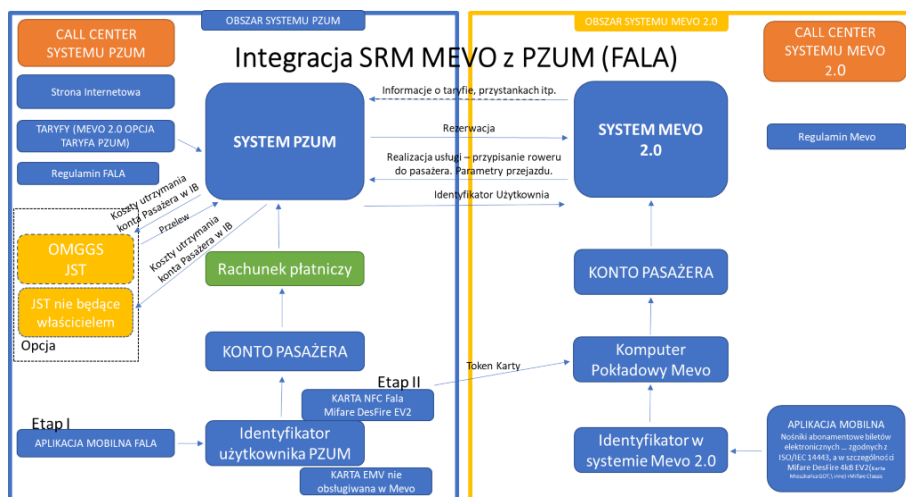 OBSZAR SYSTEMU PZUM
OBSZAR SYSTEMU MEVO 2.0
CALL CENTER
SYSTEMU PZUM
Integracja SRM MEVO z PZUM (FALA)
CALL CENTER
SYSTEMU MEVO
2.0
Strona Internetowa
TARYFY (MEVO 2.0 OPCJA
TARYFA PZUM)
Regulamin FALA
SYSTEM PZUM
Informacje o taryfie, przystankach itp.
Rezerwacja
Realizacja usługi – przypisanie roweru
do pasażera. Parametry przejazdu.
Identyfikator Użytkownia
SYSTEM MEVO
2.0
Regulamin Mevo
Koszty utrzymania
konta Pasażera w IB
Przelew
Koszty utrzymania
konta Pasażera w IB
OMGGS
JST
JST nie będące
właścicielem
Opcja
Rachunek płatniczy
KONTO PASAŻERA
KONTO PASAŻERA
Komputer
Pokładowy Mevo
Token Karty
Etap II
KARTA NFC Fala
Mifare DesFire EV2
Etap I
APLIKACJA MOBILNA FALA
Identyfikator
użytkownika PZUM
KARTA EMV nie
obsługiwana w Mevo
Identyfikator w
systemie Mevo 2.0
APLIKACJA MOBILNA
Nośniki abonamentowe biletów
elektronicznych ... zgodnych z
ISO/IEC 14443, a w szczególności
Mifare DesFire 4kB EV2(Karta
Mifare Classic